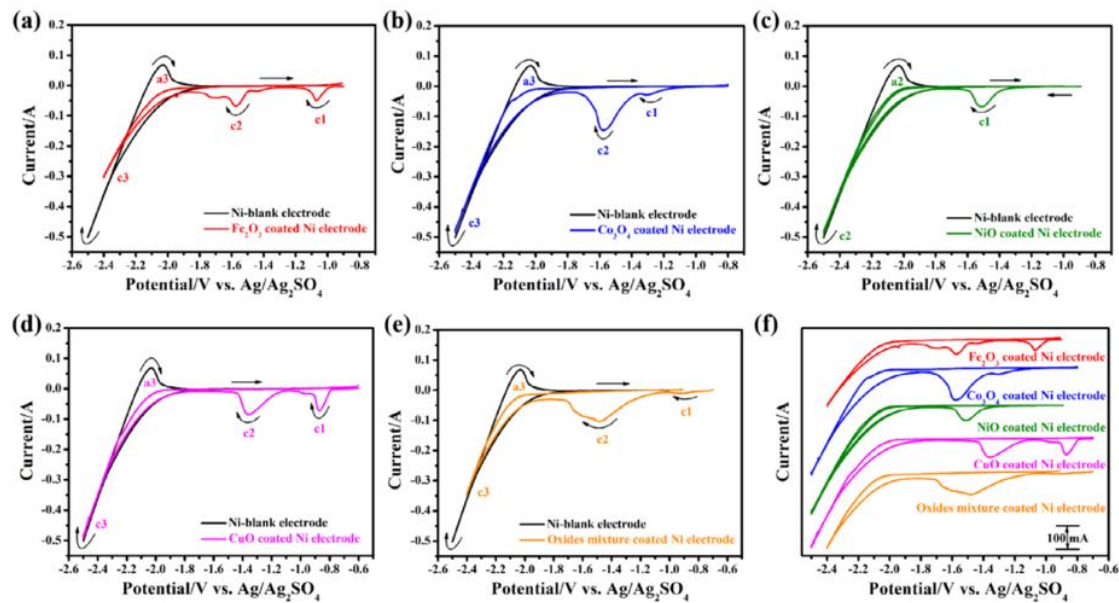 (a)
0.2
0.1
0.0
-0.1
-0.2
-0.3
-0.4
-0.5
Current/A
a3
c1
c2
c3
Ni-blank electrode
Fe₂O₃ coated Ni electrode
-2.6 -2.4 -2.2 -2.0 -1.8 -1.6 -1.4 -1.2 -1.0 -0.8
Potential/V vs. Ag/Ag₂SO₄
(b)
0.2
0.1
0.0
-0.1
-0.2
-0.3
-0.4
-0.5
Current/A
a3
c1
c2
c3
Ni-blank electrode
Co₃O₄ coated Ni electrode
-2.6 -2.4 -2.2 -2.0 -1.8 -1.6 -1.4 -1.2 -1.0 -0.8
Potential/V vs. Ag/Ag₂SO₄
(c)
0.2
0.1
0.0
-0.1
-0.2
-0.3
-0.4
-0.5
Current/A
a2
c1
c2
Ni-blank electrode
NiO coated Ni electrode
-2.6 -2.4 -2.2 -2.0 -1.8 -1.6 -1.4 -1.2 -1.0 -0.8
Potential/V vs. Ag/Ag₂SO₄
(d)
0.2
0.1
0.0
-0.1
-0.2
-0.3
-0.4
-0.5
Current/A
a3
c1
c2
c3
Ni-blank electrode
CuO coated Ni electrode
-2.6 -2.4 -2.2 -2.0 -1.8 -1.6 -1.4 -1.2 -1.0 -0.8 -0.6
Potential/V vs. Ag/Ag₂SO₄
(e)
0.2
0.1
0.0
-0.1
-0.2
-0.3
-0.4
-0.5
Current/A
a3
c1
c2
c3
Ni-blank electrode
Oxides mixture coated Ni electrode
-2.6 -2.4 -2.2 -2.0 -1.8 -1.6 -1.4 -1.2 -1.0 -0.8 -0.6
Potential/V vs. Ag/Ag₂SO₄
(f)
Current/A
Fe₂O₃ coated Ni electrode
Co₃O₄ coated Ni electrode
NiO coated Ni electrode
CuO coated Ni electrode
Oxides mixture coated Ni electrode
100 mA
-2.4 -2.2 -2.0 -1.8 -1.6 -1.4 -1.2 -1.0 -0.8 -0.6
Potential/V vs. Ag/Ag₂SO₄